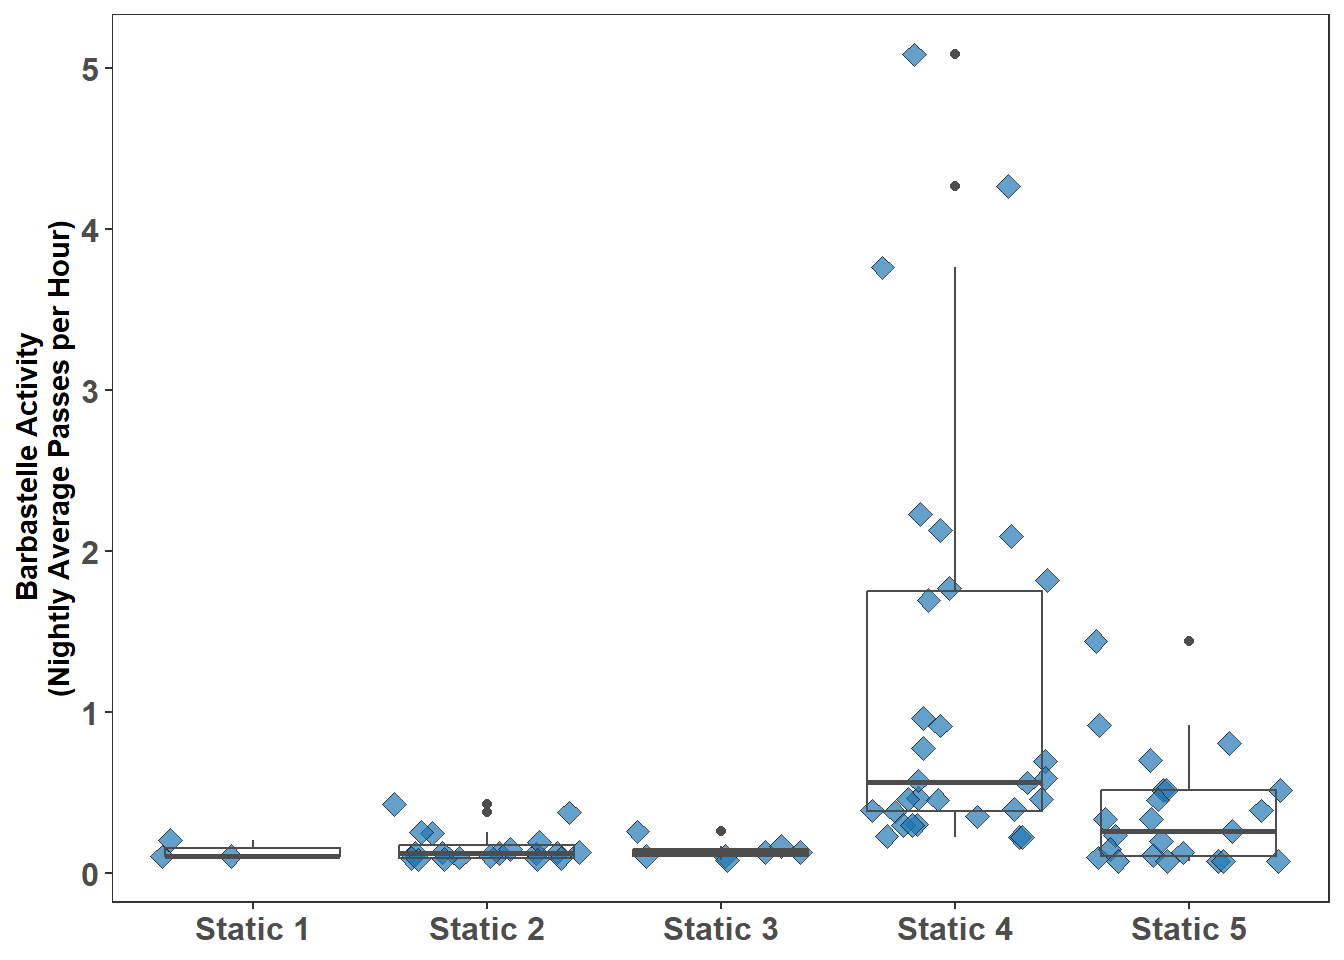 Barbastelle Activity
(Nightly Average Passes per Hour)
5
4
3
2
1
0
Static 1
Static 2
Static 3
Static 4
Static 5